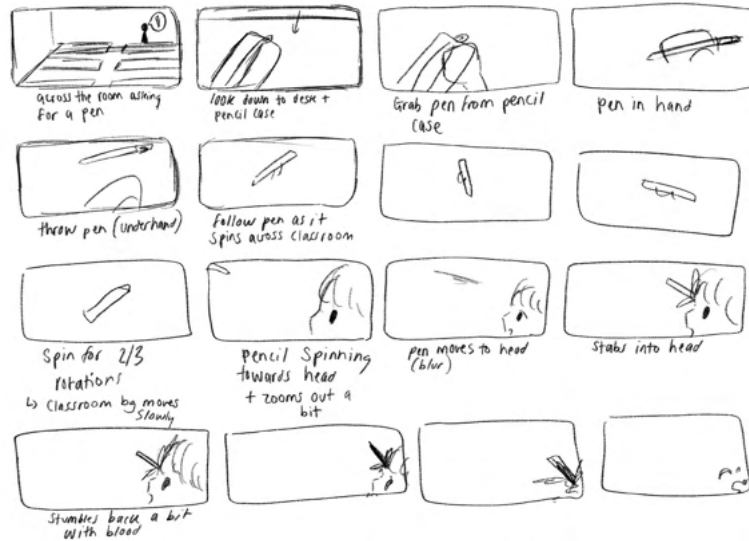 across the room asking
for a pen
look down to desk +
pencil case
Grab pen from pencil
case
pen in hand
throw pen (underhand)
Follow pen as it
spins across classroom
Spin for 2/3
rotations
↳ Classroom bg moves
slowly
pencil spinning
towards head
+ zooms out a
bit
pen moves to head
(blur)
Stabs into head
Stumbles back a bit
with blood